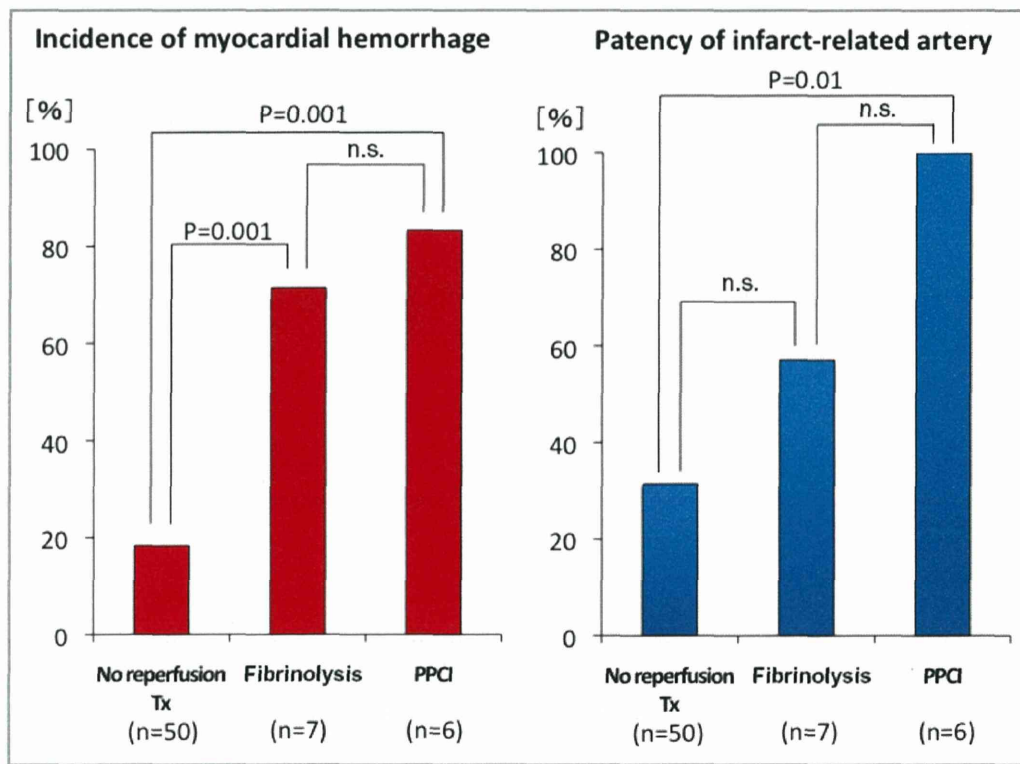 Incidence of myocardial hemorrhage
[%]
P=0.001
n.s.
P=0.001
100
80
60
40
20
0
No reperfusion
Tx
(n=50)
Fibrinolysis
(n=7)
PPCI
(n=6)
Patency of infarct-related artery
P=0.01
[%]
n.s.
n.s.
100
80
60
40
20
0
No reperfusion
Tx
(n=50)
Fibrinolysis
(n=7)
PPCI
(n=6)